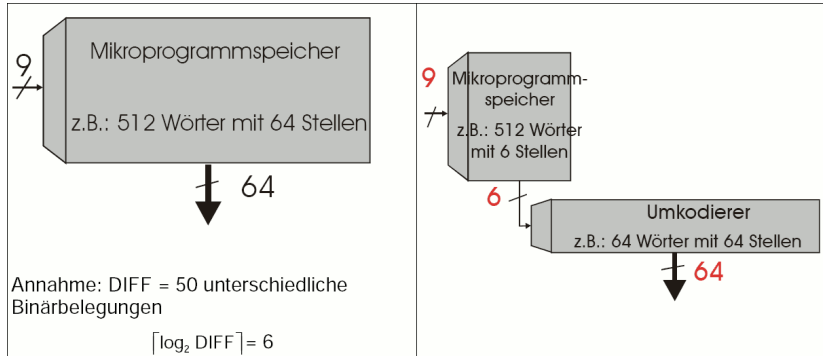 Mikroprogrammspeicher
9
z.B.: 512 Wörter mit 64 Stellen
64
Annahme: DIFF = 50 unterschiedliche
Binärbelegungen
⌈log₂ DIFF⌉ = 6
9
Mikroprogramm-
speicher
z.B.: 512 Wörter
mit 6 Stellen
6
Umkodierer
z.B.: 64 Wörter mit 64 Stellen
64